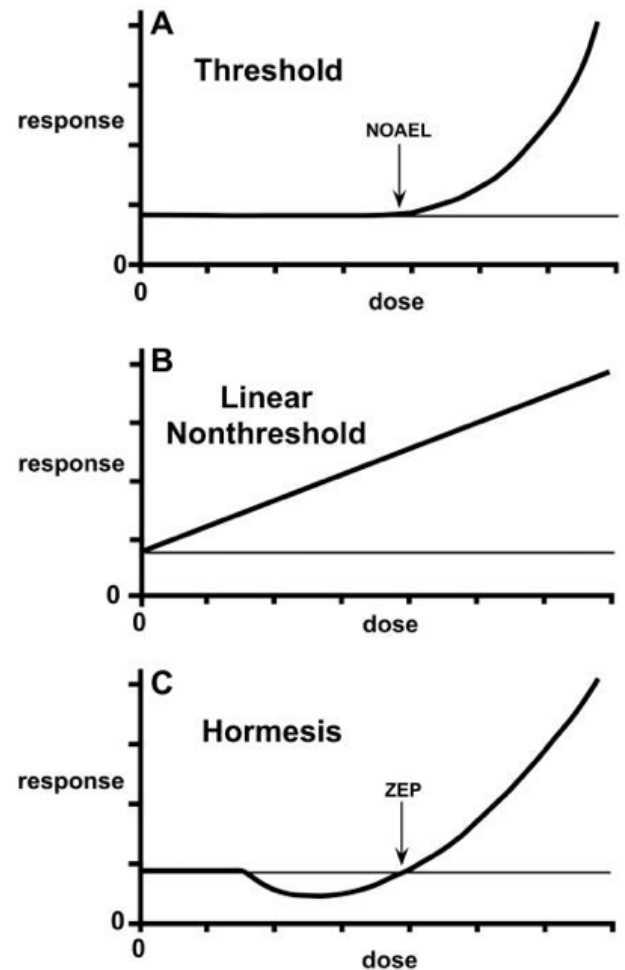 A
Threshold
response
NOAEL
0
0
dose
B
Linear
Nonthreshold
response
0
0
dose
C
Hormesis
response
ZEP
0
0
dose